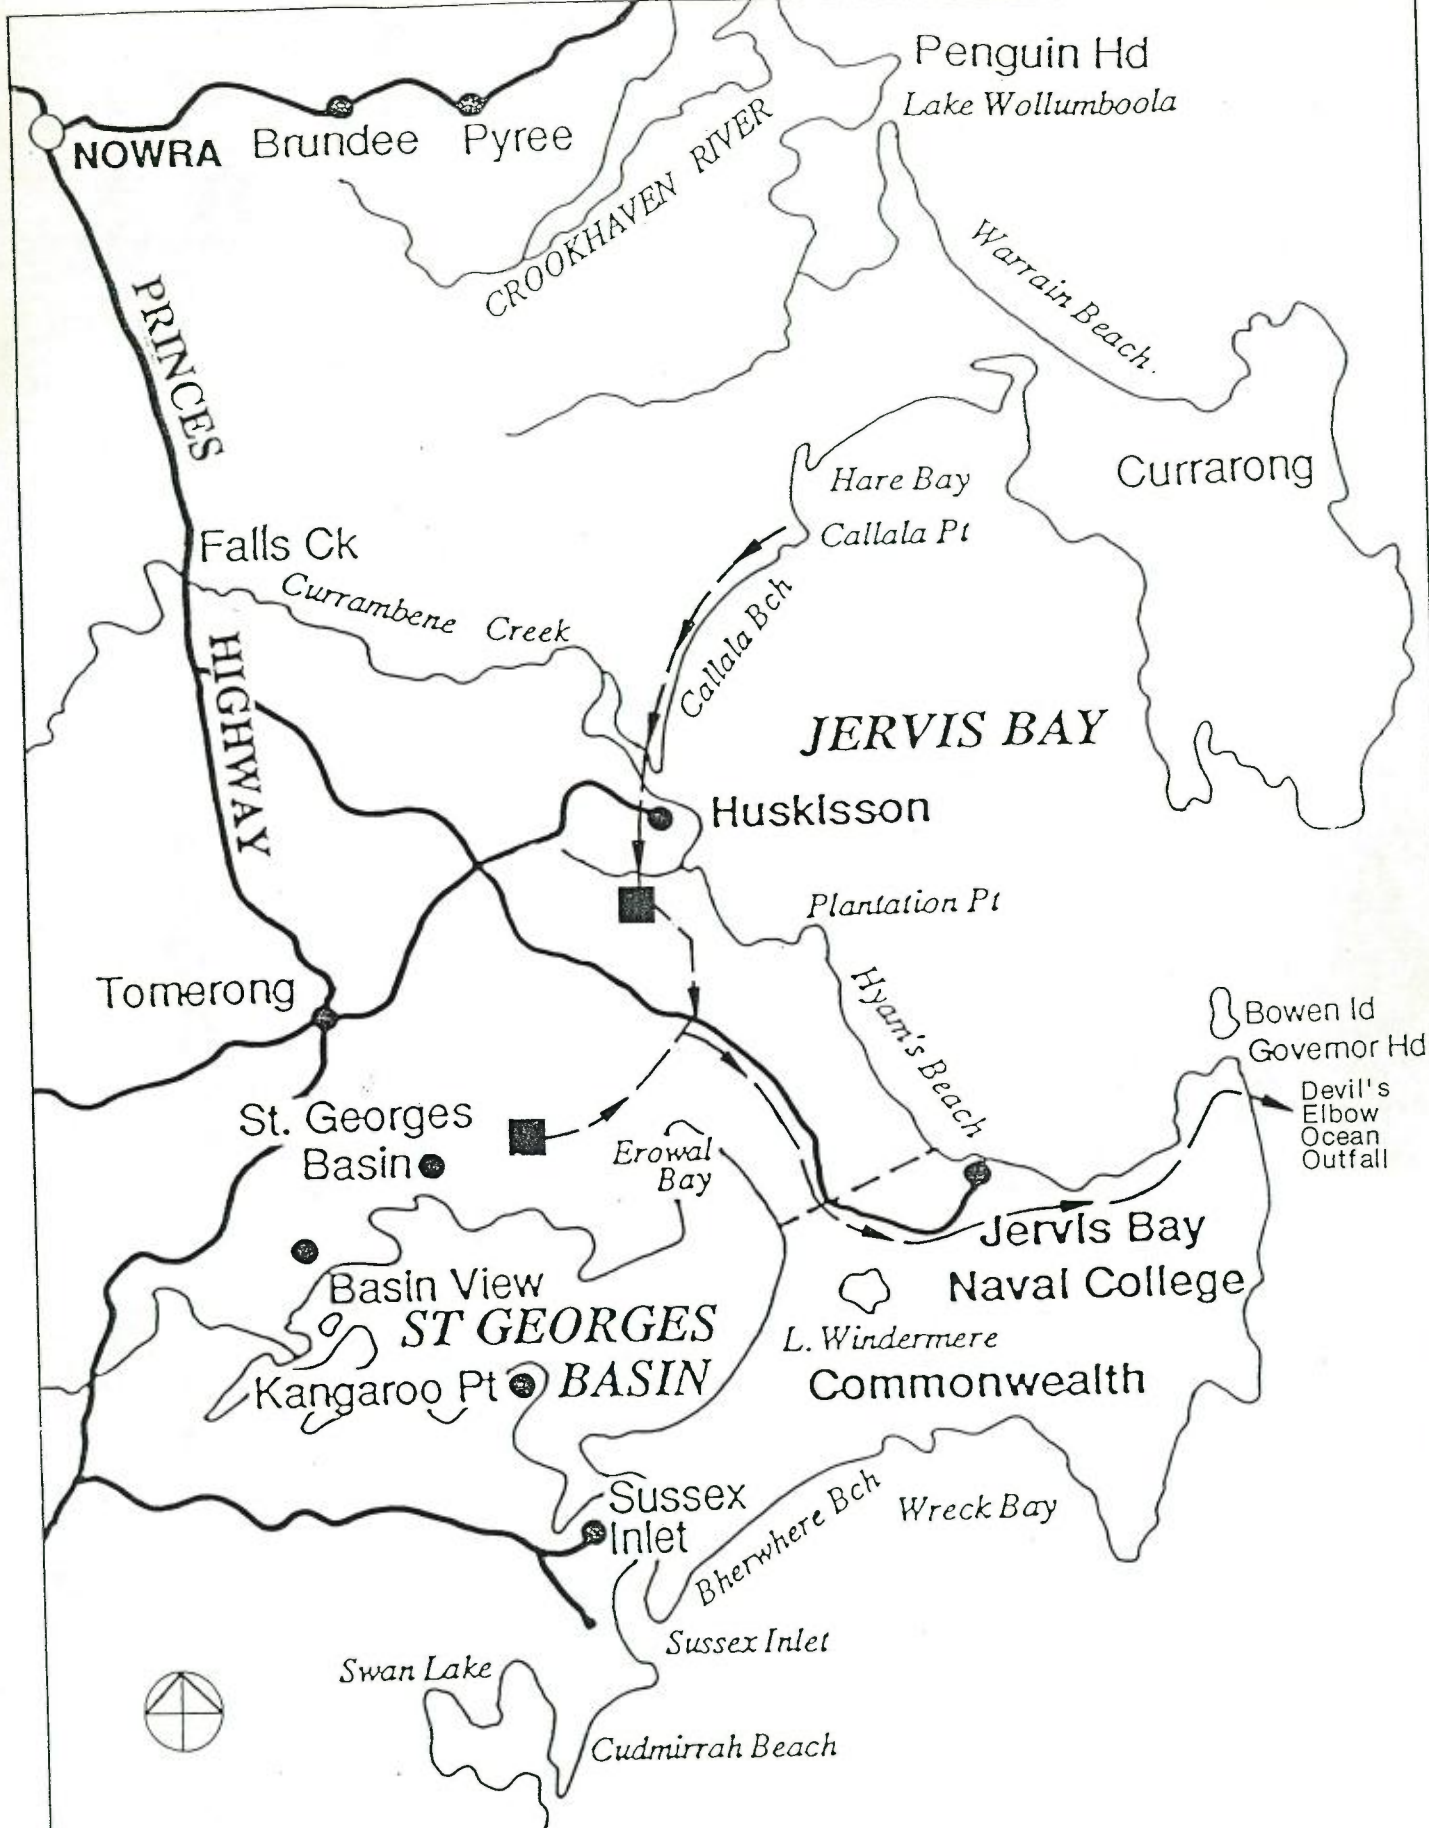 Penguin Hd
Lake Wollumboola
NOWRA
Brundee
Pyree
CROOKHAVEN RIVER
Warrain Beach.
PRINCES
HIGHWAY
Hare Bay
Currarong
Callala Pt
Falls Ck
Currambene Creek
Callala Bch
JERVIS BAY
Huskisson
Plantation Pt
Tomerong
Hyam's Beach
Bowen Id
Governor Hd
Devil's
Elbow
Ocean
Outfall
St. Georges
Basin
Erowal
Bay
Jervis Bay
Naval College
Basin View
ST GEORGES
BASIN
L. Windermere
Kangaroo Pt
Commonwealth
Sussex
Inlet
Bherwhere Bch
Wreck Bay
Sussex Inlet
Swan Lake
Cudmirrah Beach